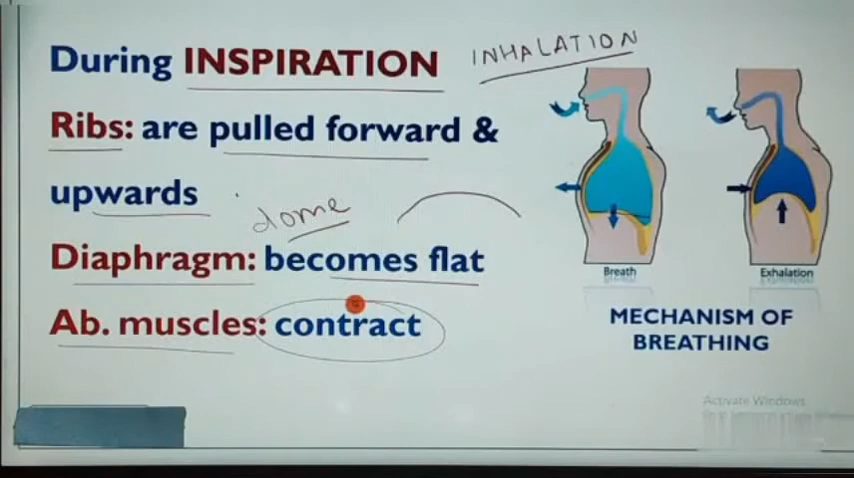 During INSPIRATION
INHALATION
Ribs: are pulled forward &
upwards
dome
Diaphragm: becomes flat
Ab. muscles: contract
Breath
Exhalation
MECHANISM OF
BREATHING
Activate Windows